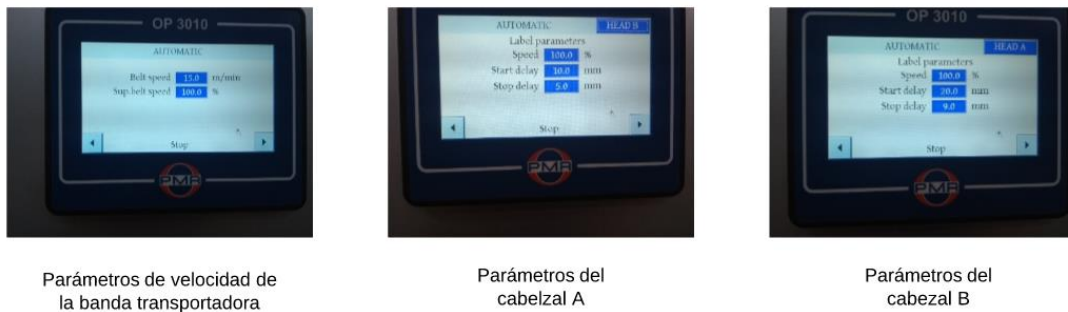 OP 3010
AUTOMATIC
Belt speed 15.0 m/min
Sup.belt speed 100.0 %
Stop
PMR
AUTOMATIC HEAD B
Label parameters
Speed 100.0 %
Start delay 10.0 mm
Stop delay 5.0 mm
Stop
PMR
OP 3010
AUTOMATIC HEAD A
Label parameters
Speed 100.0 %
Start delay 20.0 mm
Stop delay 9.0 mm
Stop
PMR
Parámetros de velocidad de
la banda transportadora
Parámetros del
cabelzal A
Parámetros del
cabezal B